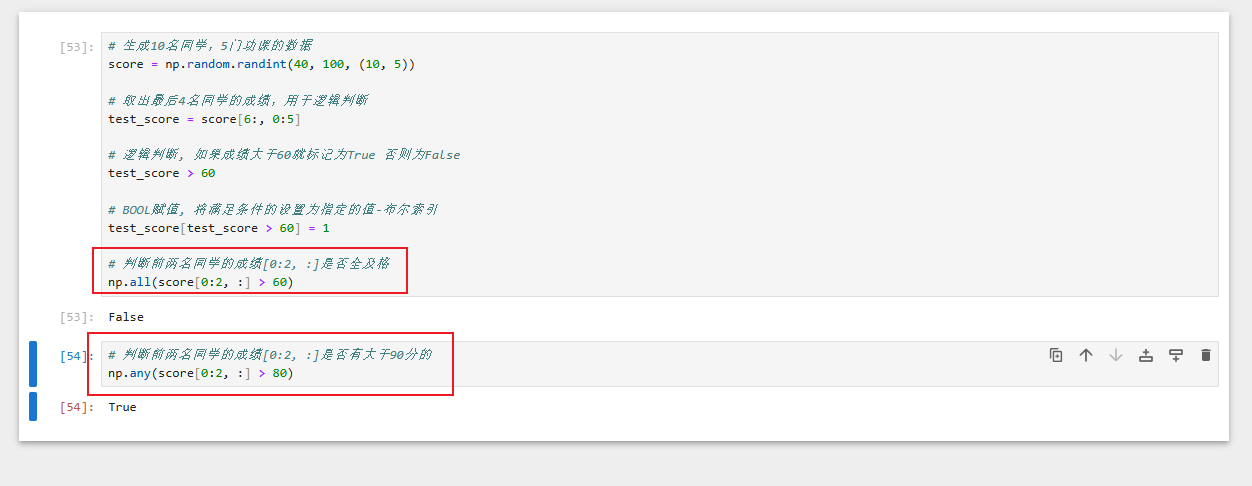 [53]: # 生成10名同学，5门功课的数据
score = np.random.randint(40, 100, (10, 5))
# 取出最后4名同学的成绩，用于逻辑判断
test_score = score[6:, 0:5]
# 逻辑判断, 如果成绩大于60就标记为True 否则为False
test_score > 60
# BOOL赋值, 将满足条件的设置为指定的值-布尔索引
test_score[test_score > 60] = 1
# 判断前两名同学的成绩[0:2, :]是否全及格
np.all(score[0:2, :] > 60)
[53]: False
[54]: # 判断前两名同学的成绩[0:2, :]是否有大于90分的
np.any(score[0:2, :] > 80)
[54]: True